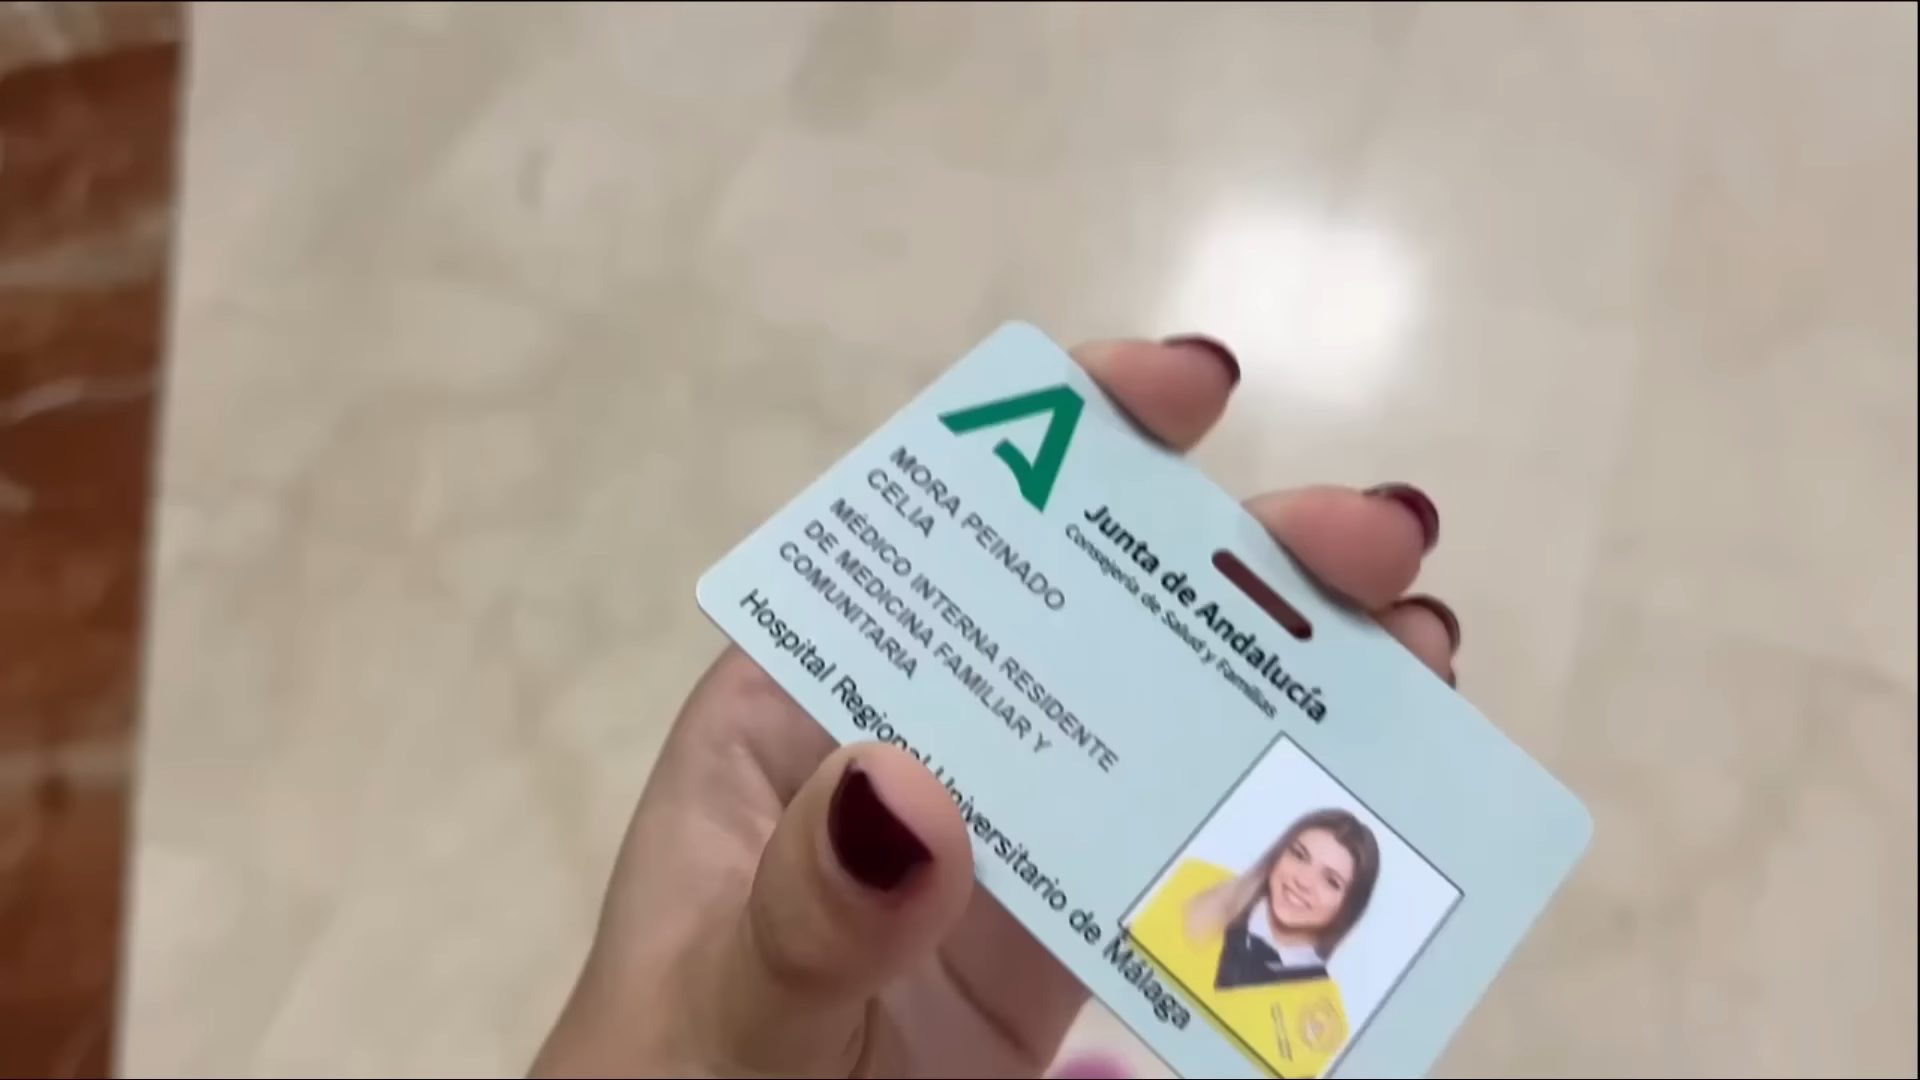 Junta de Andalucía
Consejería de Salud y Familias
MORA PEINADO
CELIA
MÉDICO INTERNA RESIDENTE
DE MEDICINA FAMILIAR Y
COMUNITARIA
Hospital Regional Universitario de Málaga